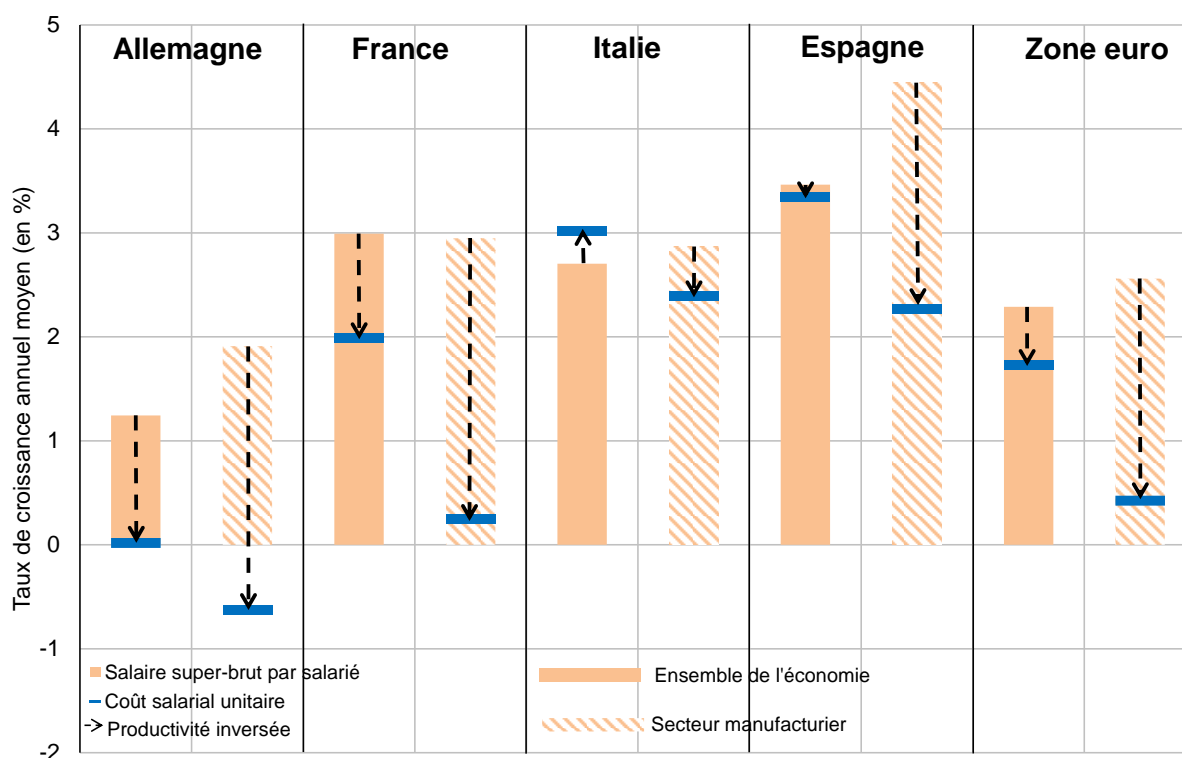 Taux de croissance annuel moyen (en %)
5
4
3
2
1
0
-1
-2
Allemagne
France
Italie
Espagne
Zone euro
Salaire super-brut par salarié
Coût salarial unitaire
Productivité inversée
Ensemble de l'économie
Secteur manufacturier